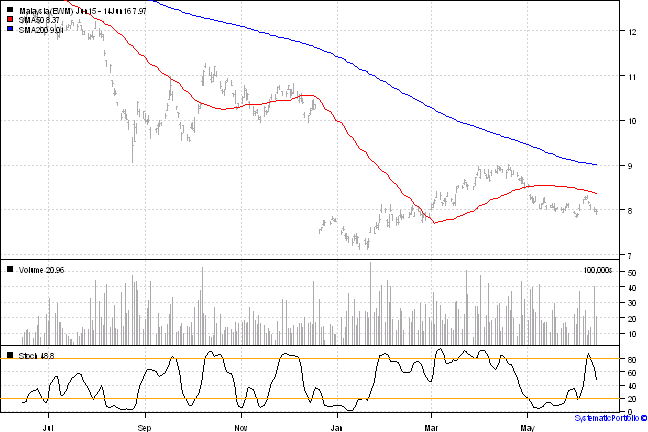 Malaysia (EWM) Jun 15 - 14Jun16 7.97
SMA50 8.37
SMA200 9.01
12
11
10
9
8
7
Volume 20.96
100,000s
50
40
30
20
10
Stoch 48.8
80
60
40
20
0
Jul
Sep
Nov
Jan
Mar
May
SystematicPortfolio ©